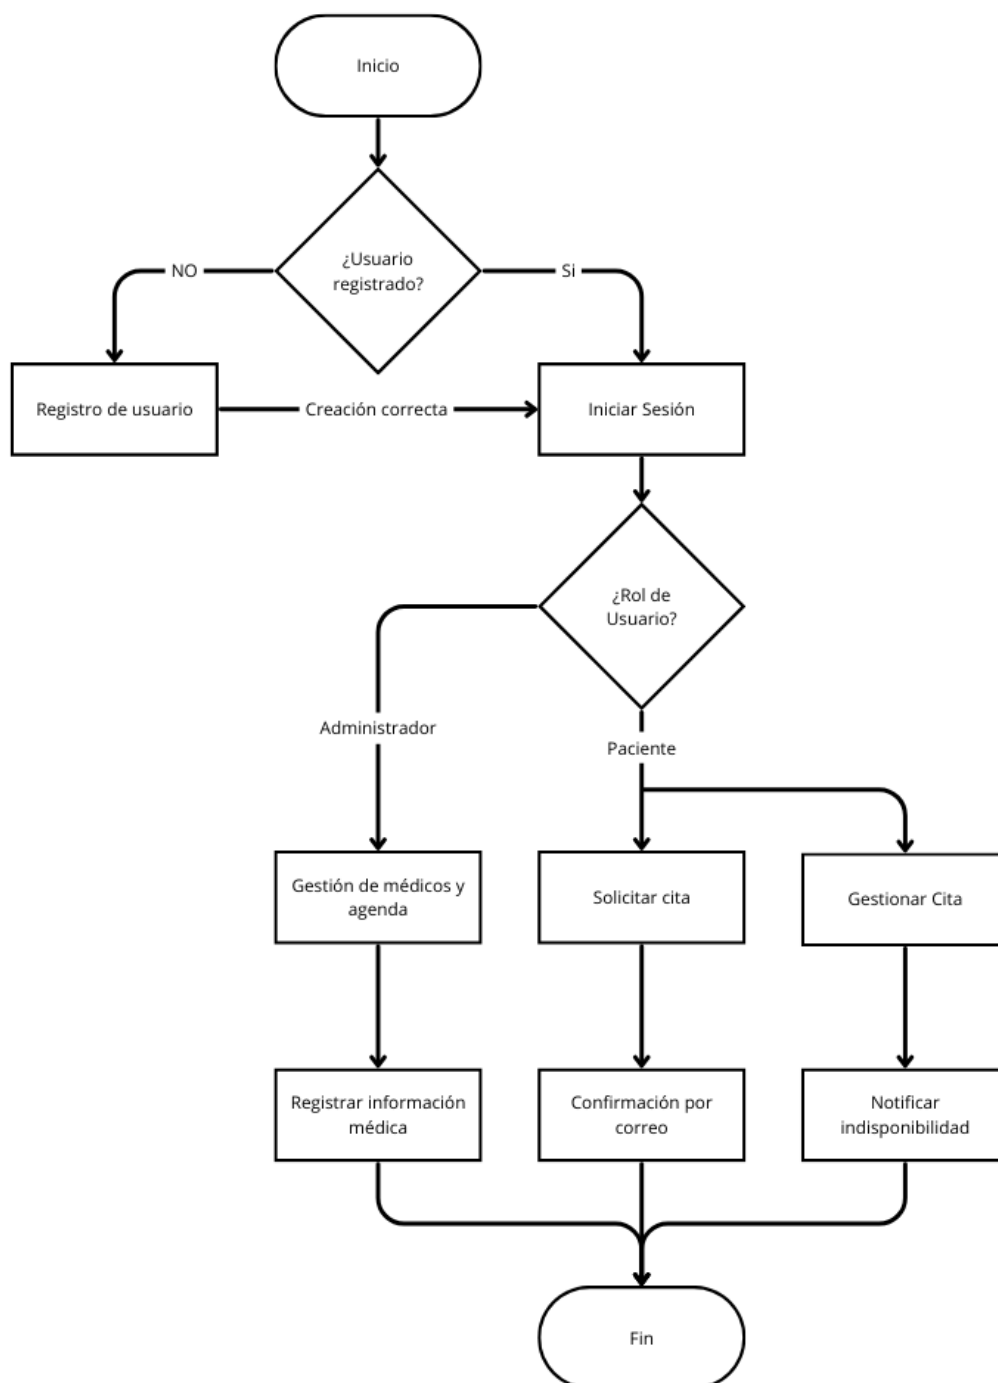 Inicio
¿Usuario
registrado?
NO
Si
Registro de usuario
Creación correcta
Iniciar Sesión
¿Rol de
Usuario?
Administrador
Paciente
Gestión de médicos y
agenda
Solicitar cita
Gestionar Cita
Registrar información
médica
Confirmación por
correo
Notificar
indisponibilidad
Fin